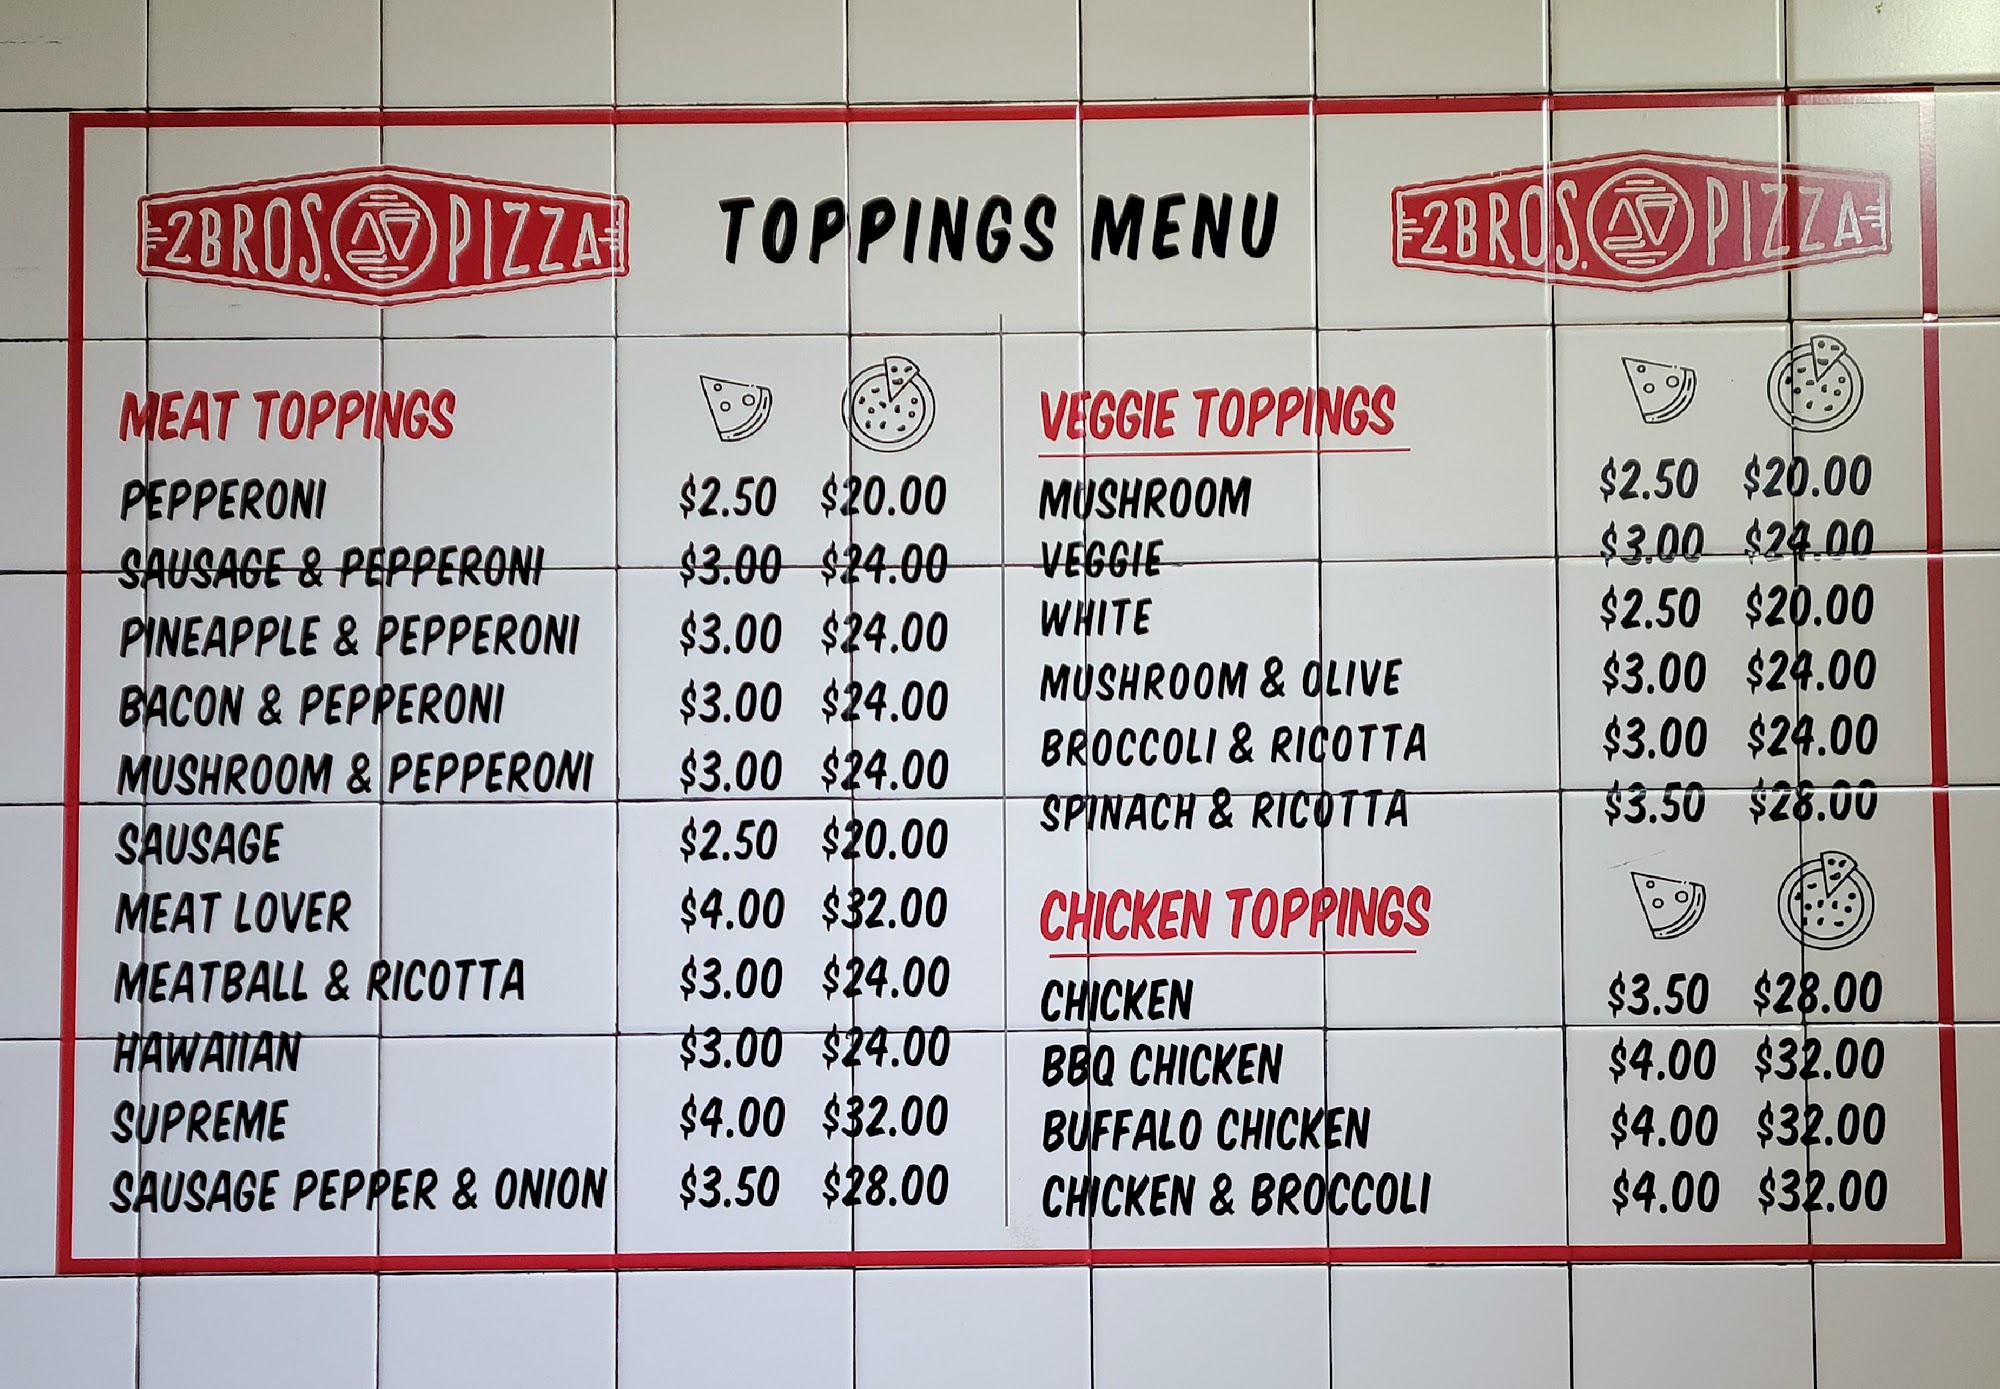 2BROS. PIZZA
TOPPINGS MENU
2BROS. PIZZA
MEAT TOPPINGS
PEPPERONI $2.50 $20.00
SAUSAGE & PEPPERONI $3.00 $24.00
PINEAPPLE & PEPPERONI $3.00 $24.00
BACON & PEPPERONI $3.00 $24.00
MUSHROOM & PEPPERONI $3.00 $24.00
SAUSAGE $2.50 $20.00
MEAT LOVER $4.00 $32.00
MEATBALL & RICOTTA $3.00 $24.00
HAWAIIAN $3.00 $24.00
SUPREME $4.00 $32.00
SAUSAGE PEPPER & ONION $3.50 $28.00
VEGGIE TOPPINGS
MUSHROOM $2.50 $20.00
VEGGIE $3.00 $24.00
WHITE $2.50 $20.00
MUSHROOM & OLIVE $3.00 $24.00
BROCCOLI & RICOTTA $3.00 $24.00
SPINACH & RICOTTA $3.50 $28.00
CHICKEN TOPPINGS
CHICKEN $3.50 $28.00
BBQ CHICKEN $4.00 $32.00
BUFFALO CHICKEN $4.00 $32.00
CHICKEN & BROCCOLI $4.00 $32.00